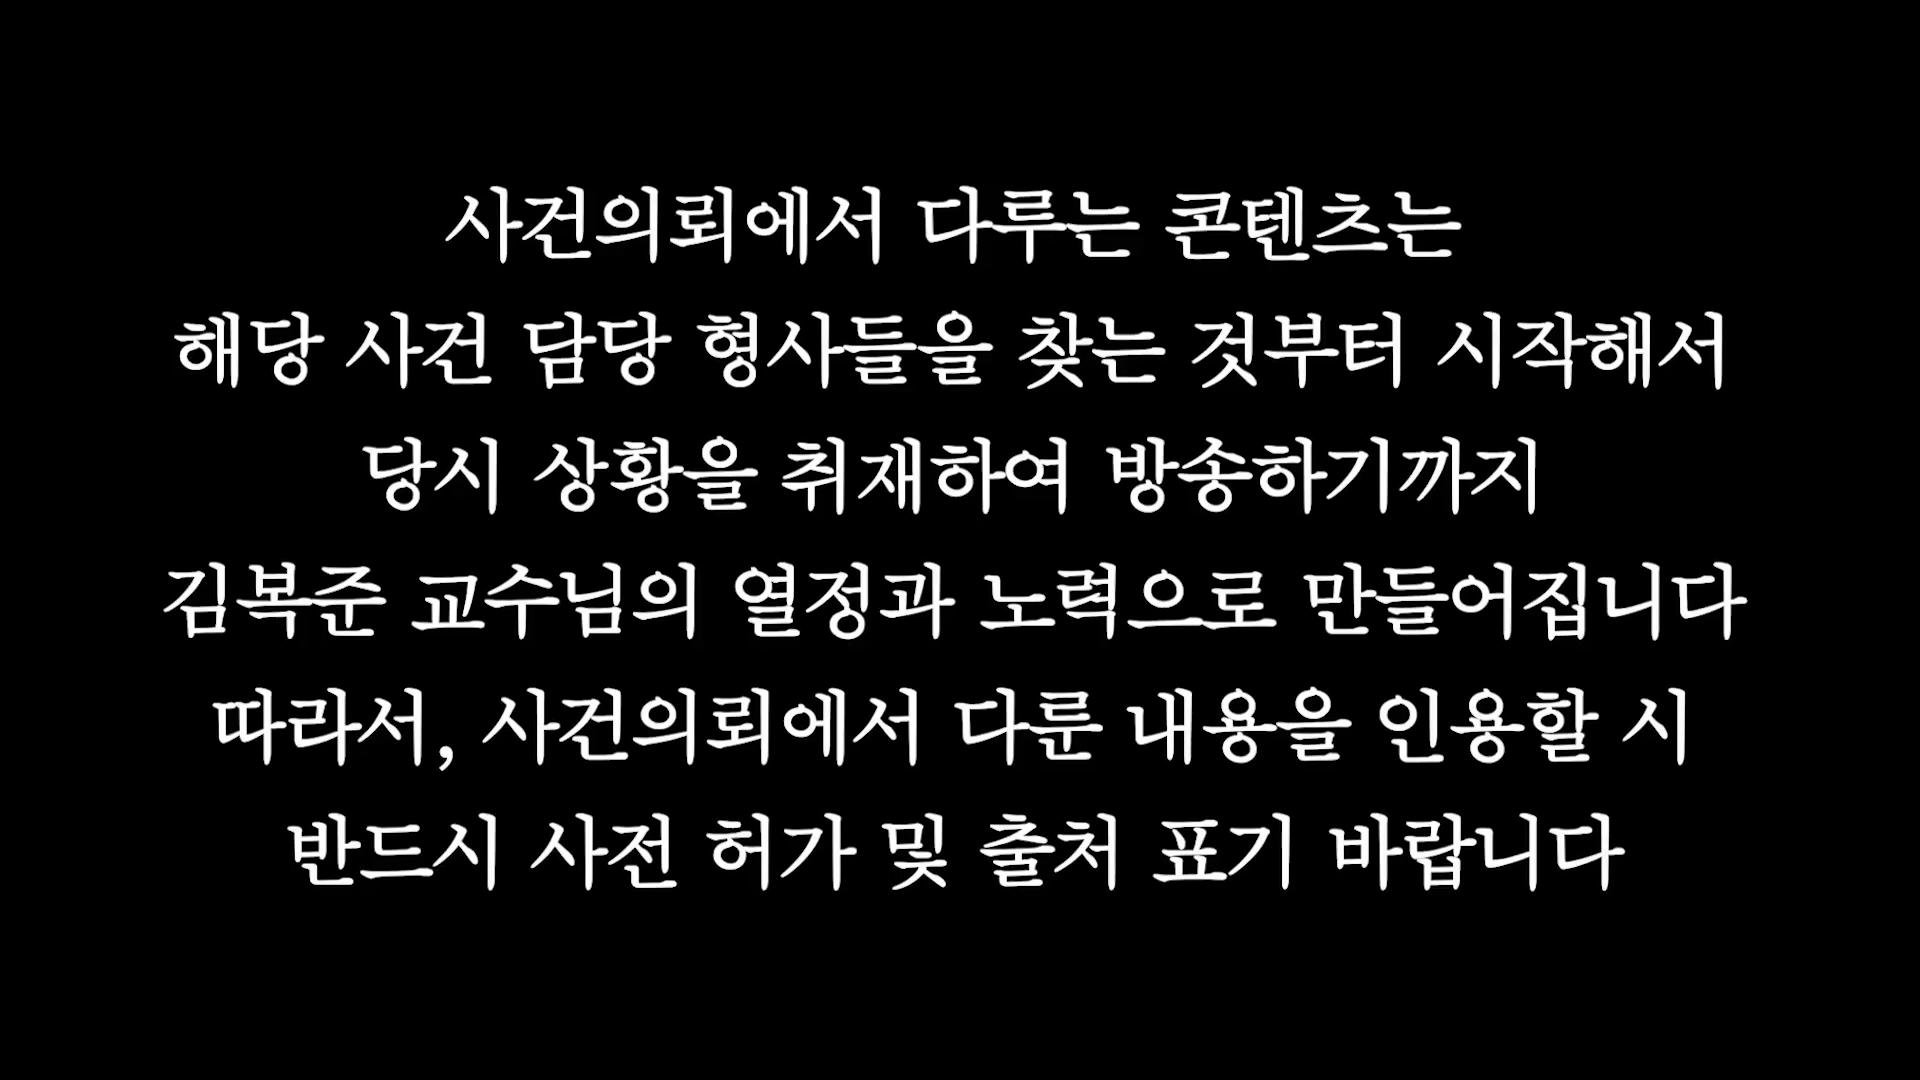 사건의뢰에서 다루는 콘텐츠는
해당 사건 담당 형사들을 찾는 것부터 시작해서
당시 상황을 취재하여 방송하기까지
김복준 교수님의 열정과 노력으로 만들어집니다
따라서, 사건의뢰에서 다룬 내용을 인용할 시
반드시 사전 허가 및 출처 표기 바랍니다